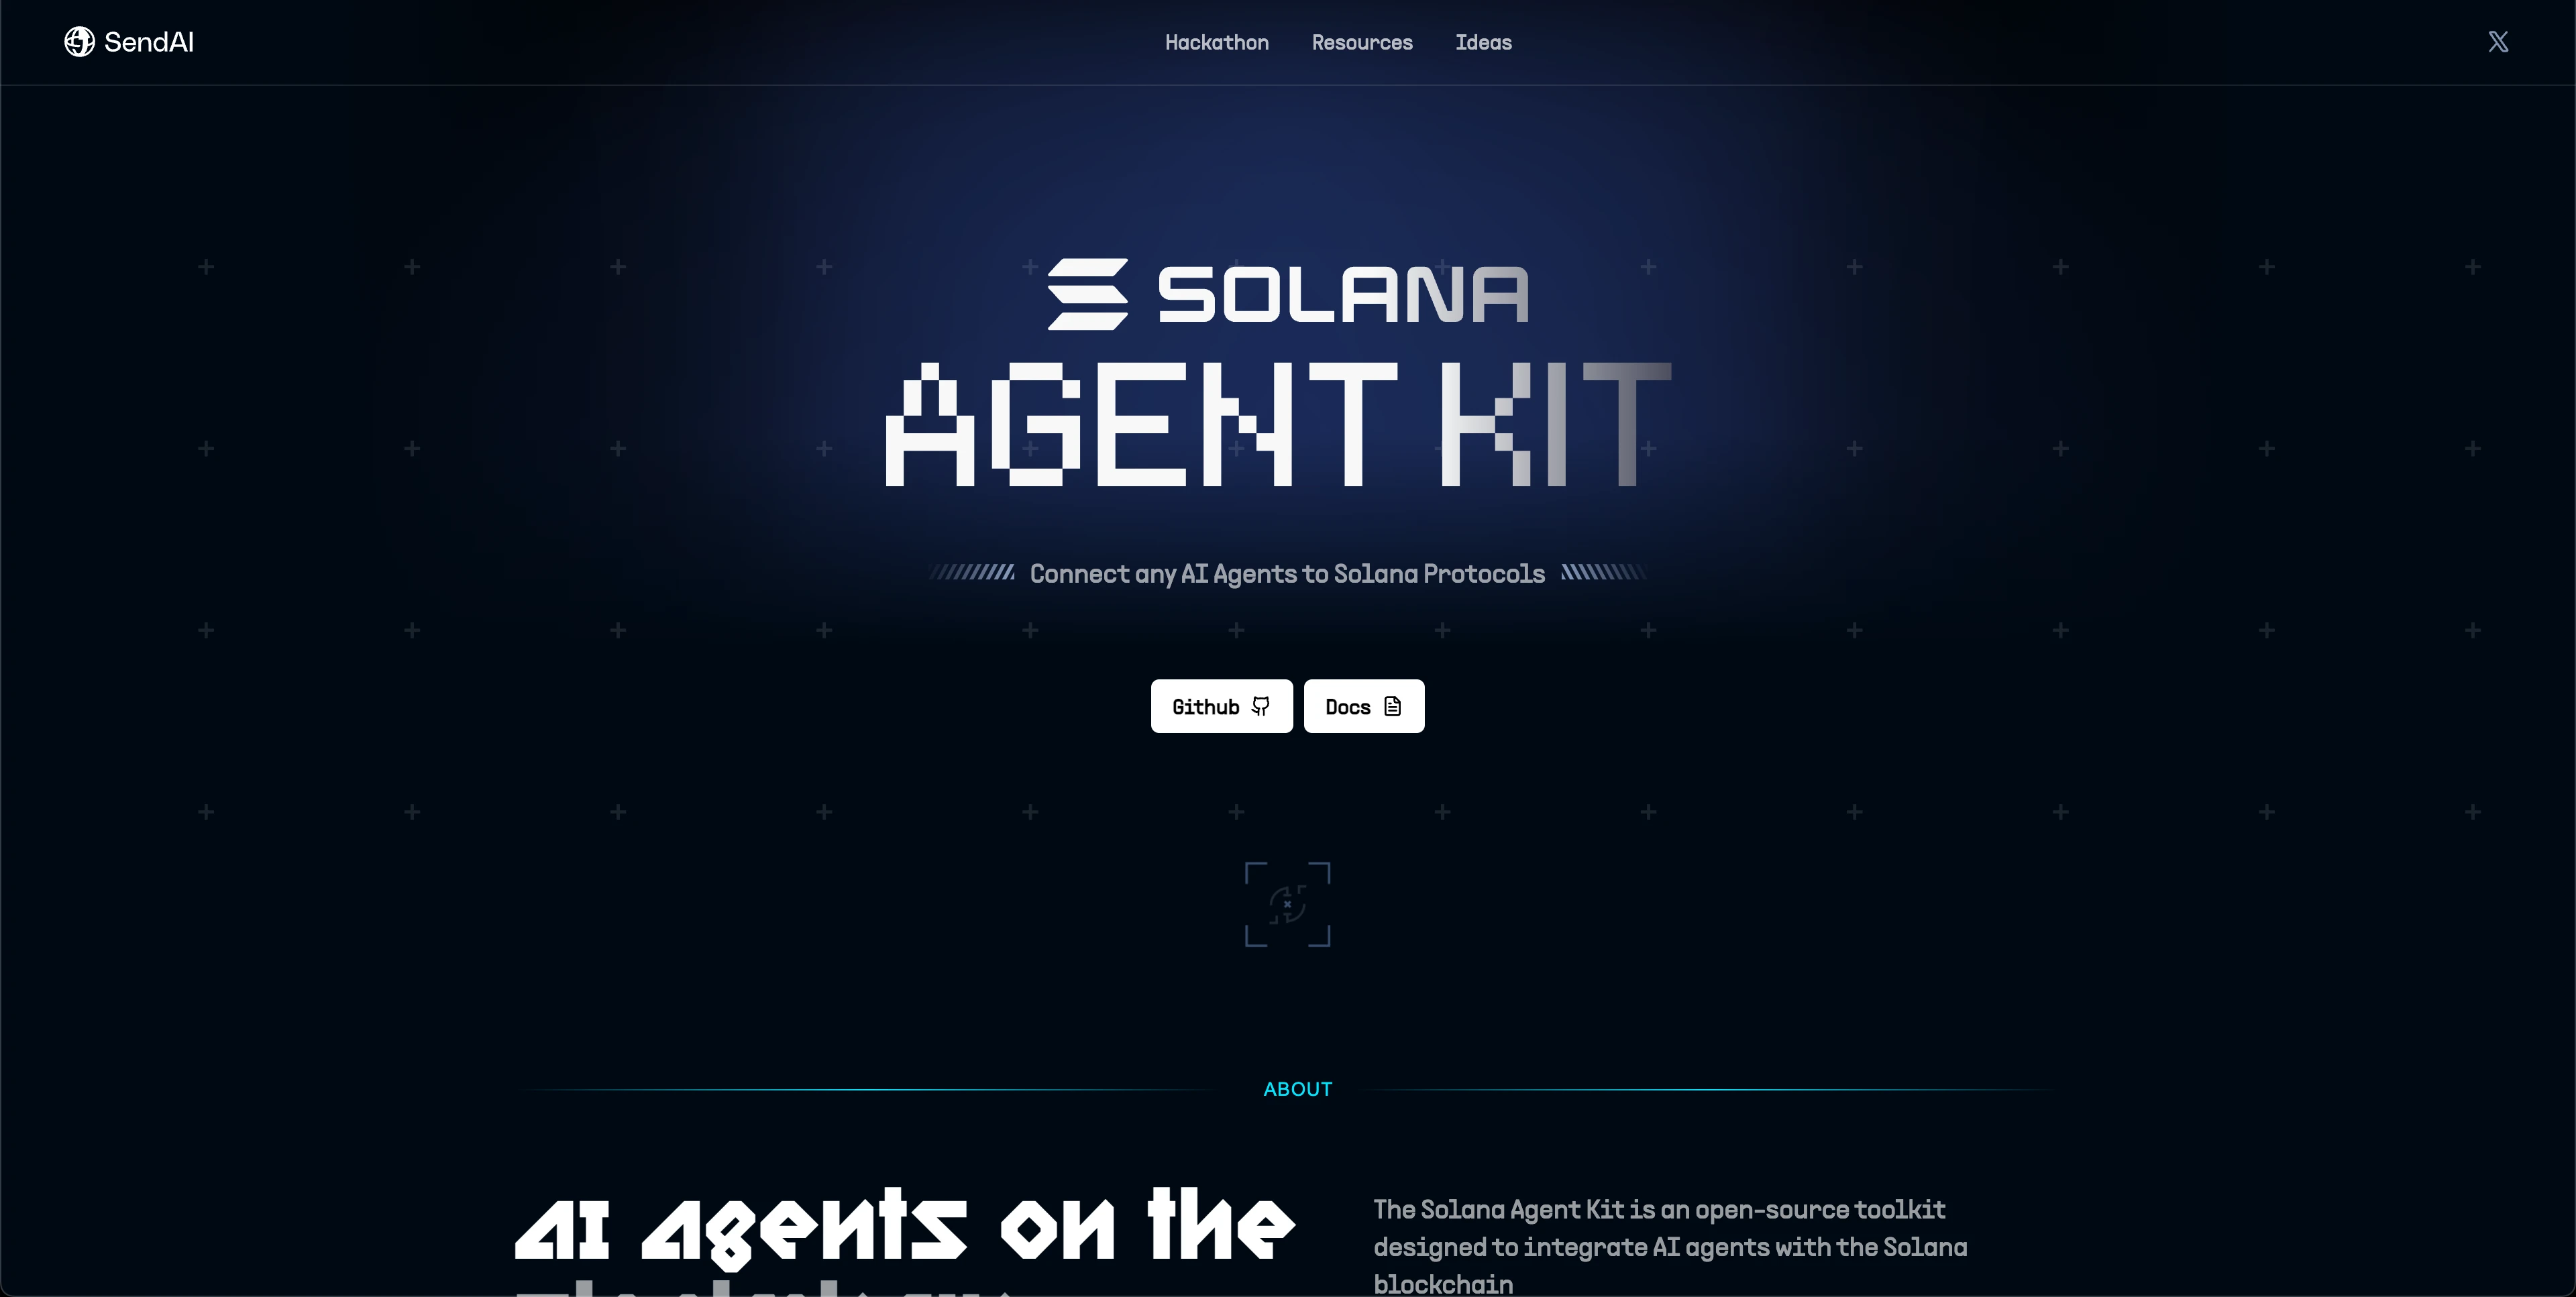 SendAI
Hackathon Resources Ideas
SOLANA
AGENT KIT
Connect any AI Agents to Solana Protocols
Github Docs
ABOUT
AI Agents on the
The Solana Agent Kit is an open-source toolkit
designed to integrate AI agents with the Solana
blockchain